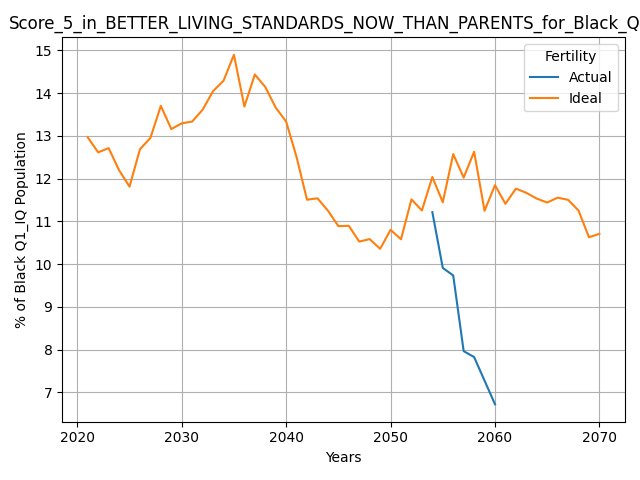 Score_5_in_BETTER_LIVING_STANDARDS_NOW_THAN_PARENTS_for_Black_Q
Fertility
Actual
Ideal
% of Black Q1_IQ Population
15
14
13
12
11
10
9
8
7
2020
2030
2040
2050
2060
2070
Years